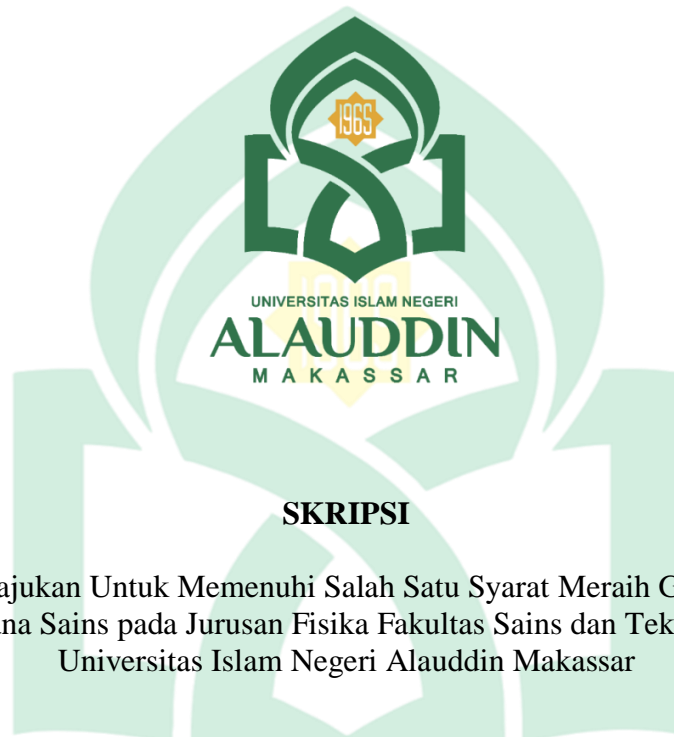 1965
UNIVERSITAS ISLAM NEGERI
ALAUDDIN
MAKASSAR
SKRIPSI
ajukan Untuk Memenuhi Salah Satu Syarat Meraih G
na Sains pada Jurusan Fisika Fakultas Sains dan Tek
Universitas Islam Negeri Alauddin Makassar